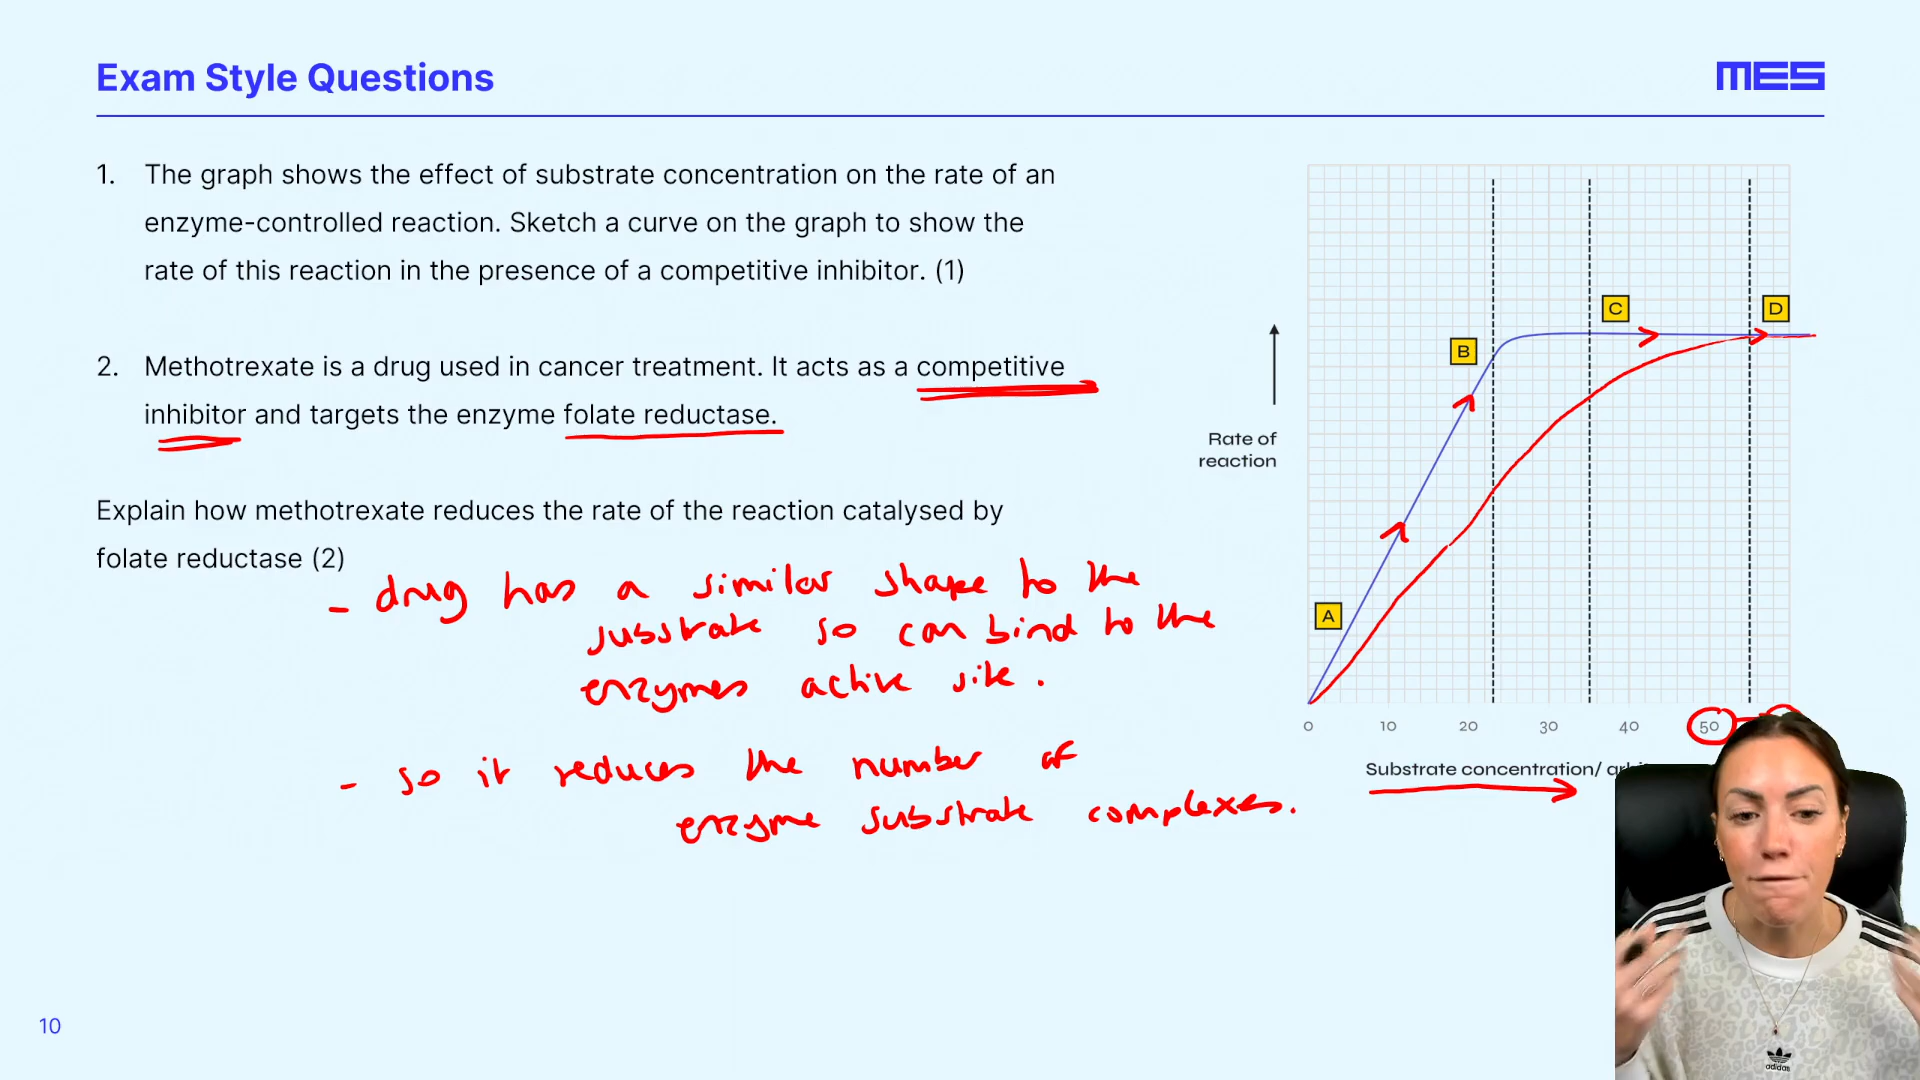 Exam Style Questions
MES
1. The graph shows the effect of substrate concentration on the rate of an
enzyme-controlled reaction. Sketch a curve on the graph to show the
rate of this reaction in the presence of a competitive inhibitor. (1)
2. Methotrexate is a drug used in cancer treatment. It acts as a competitive
inhibitor and targets the enzyme folate reductase.
Explain how methotrexate reduces the rate of the reaction catalysed by
folate reductase (2)
- drug has a similar shape to the
substrate so can bind to the
enzymes active site.
- so it reduces the number of
enzyme substrate complexes.
C
D
B
A
Rate of
reaction
0 10 20 30 40 50
Substrate concentration/
adidas
10